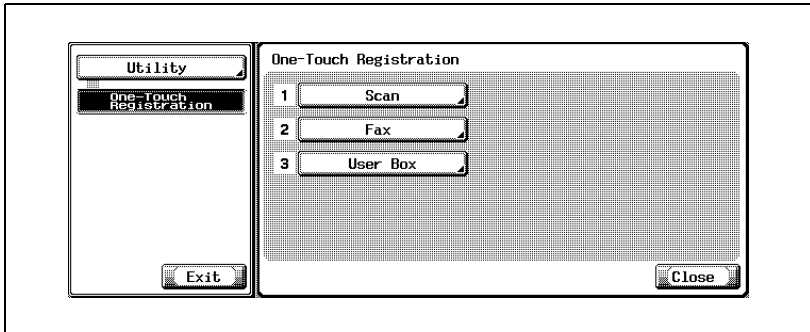 Utility
One-Touch
Registration
Exit
One-Touch Registration
1 Scan
2 Fax
3 User Box
Close